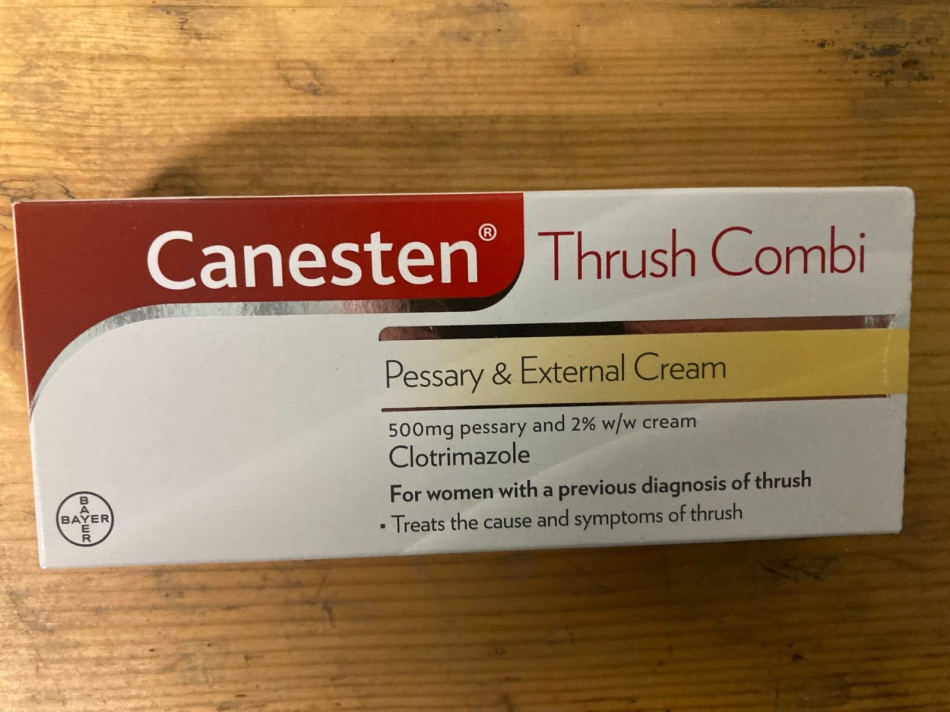 Canesten® Thrush Combi
Pessary & External Cream
500mg pessary and 2% w/w cream
Clotrimazole
For women with a previous diagnosis of thrush
▪ Treats the cause and symptoms of thrush
BAYER
BAYER